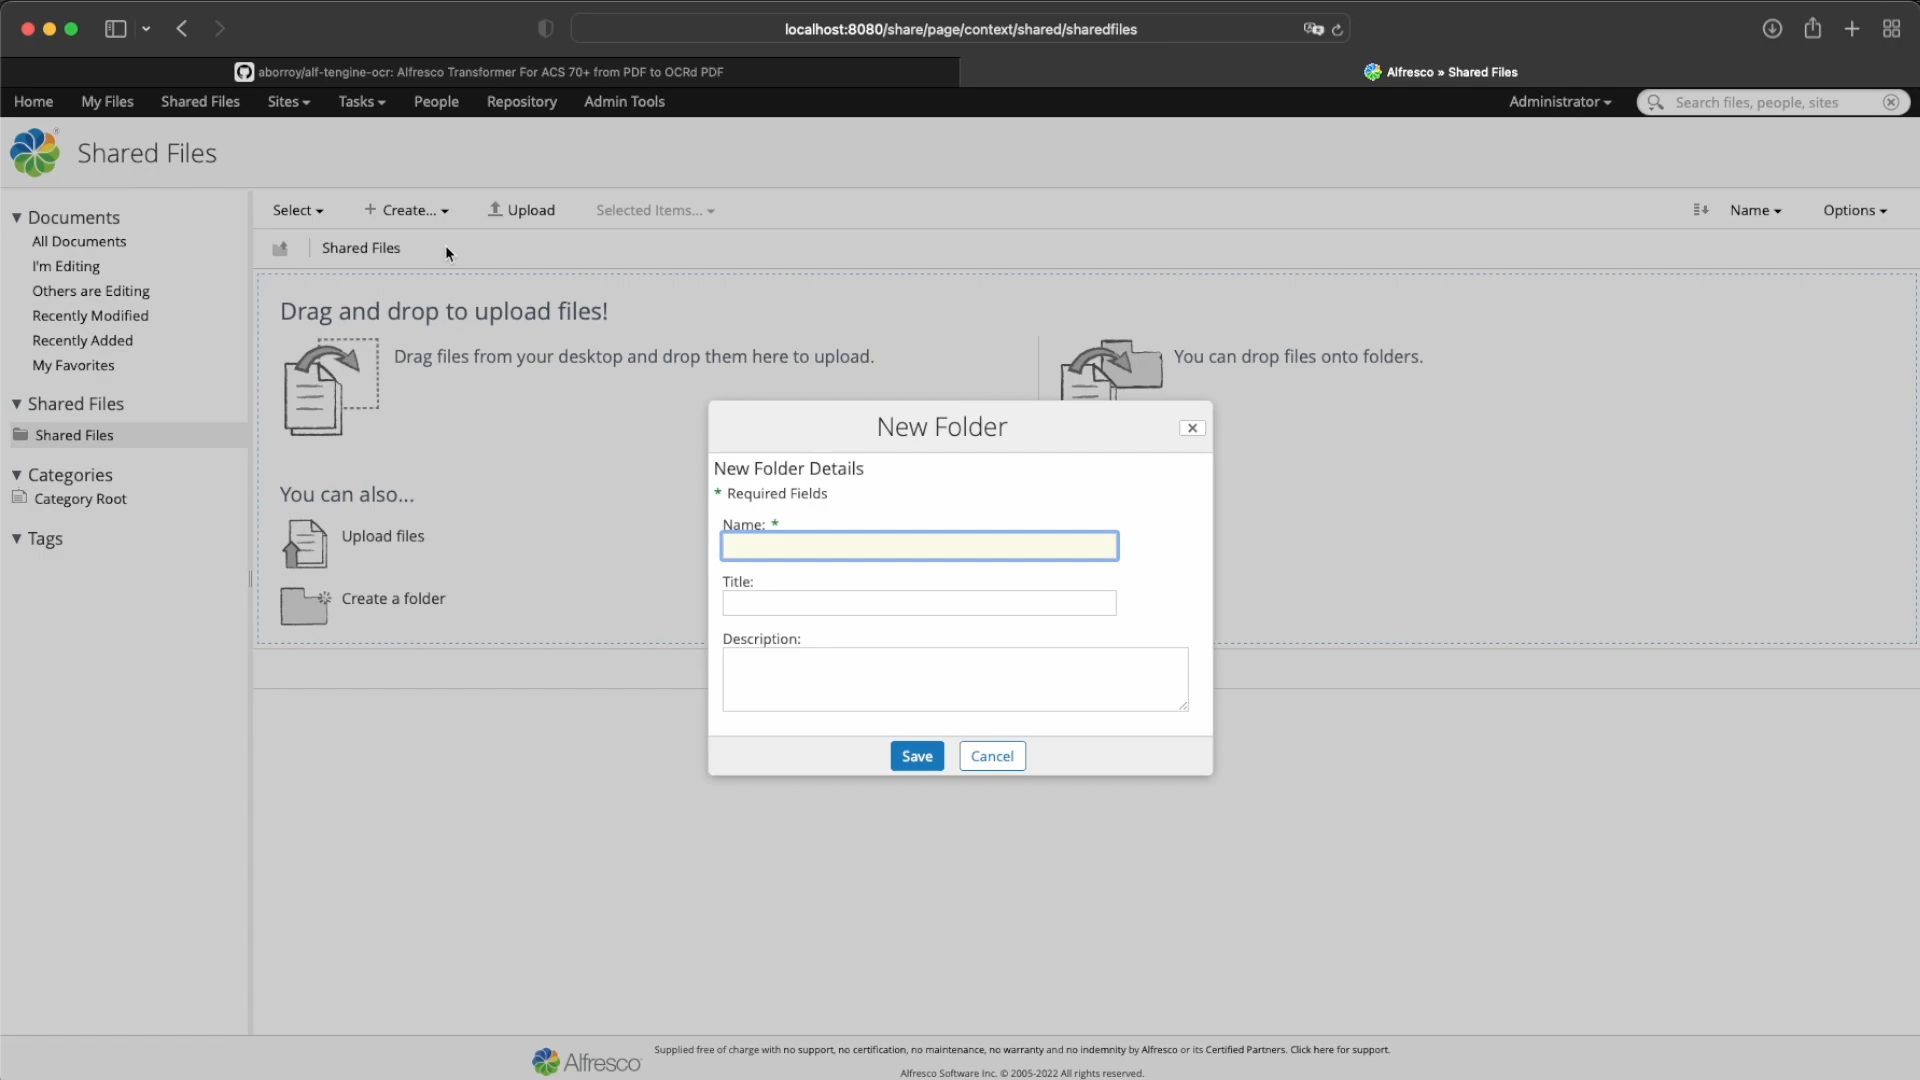 localhost:8080/share/page/context/shared/sharedfiles
aborroy/alf-tengine-ocr: Alfresco Transformer For ACS 70+ from PDF to OCRd PDF
Alfresco » Shared Files
Home My Files Shared Files Sites Tasks People Repository Admin Tools Administrator Search files, people, sites
Shared Files
Documents
All Documents
I'm Editing
Others are Editing
Recently Modified
Recently Added
My Favorites
Shared Files
Shared Files
Categories
Category Root
Tags
Select + Create... Upload Selected Items... Name Options
Shared Files
Drag and drop to upload files!
Drag files from your desktop and drop them here to upload.
You can drop files onto folders.
You can also...
Upload files
Create a folder
New Folder
New Folder Details
* Required Fields
Name: *
Title:
Description:
Save Cancel
Alfresco
Supplied free of charge with no support, no certification, no maintenance, no warranty and no indemnity by Alfresco or its Certified Partners. Click here for support.
Alfresco Software Inc. © 2005-2022 All rights reserved.